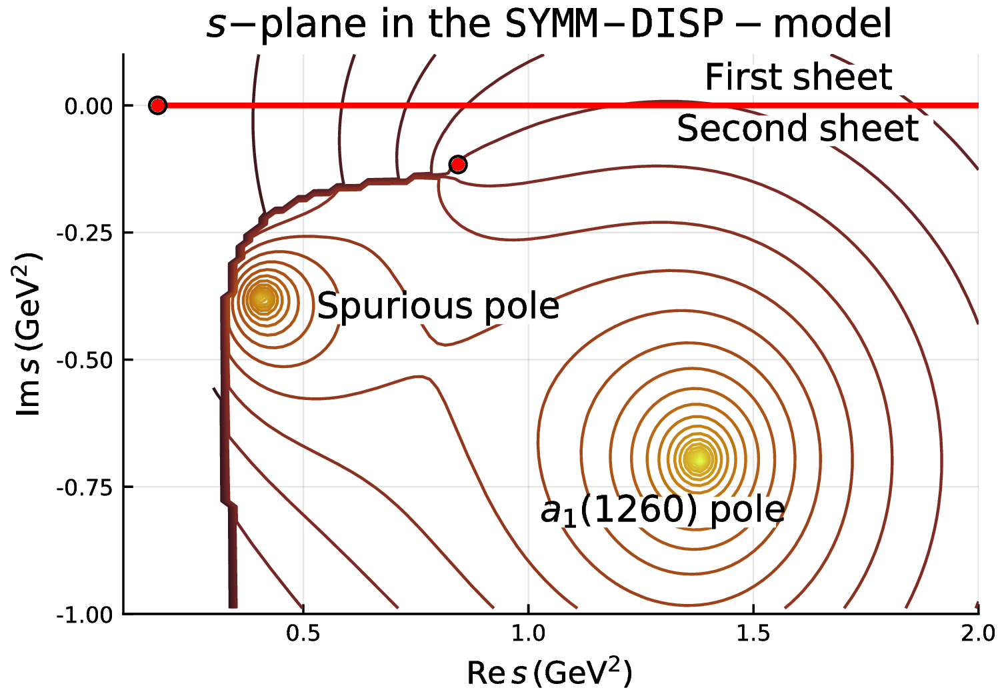 s−plane in the SYMM−DISP − model
First sheet
0.00
Second sheet
-0.25
Spurious pole
-0.50
-0.75
a₁(1260) pole
-1.00
0.5 1.0 1.5 2.0
Im s (GeV²)
Re s (GeV²)